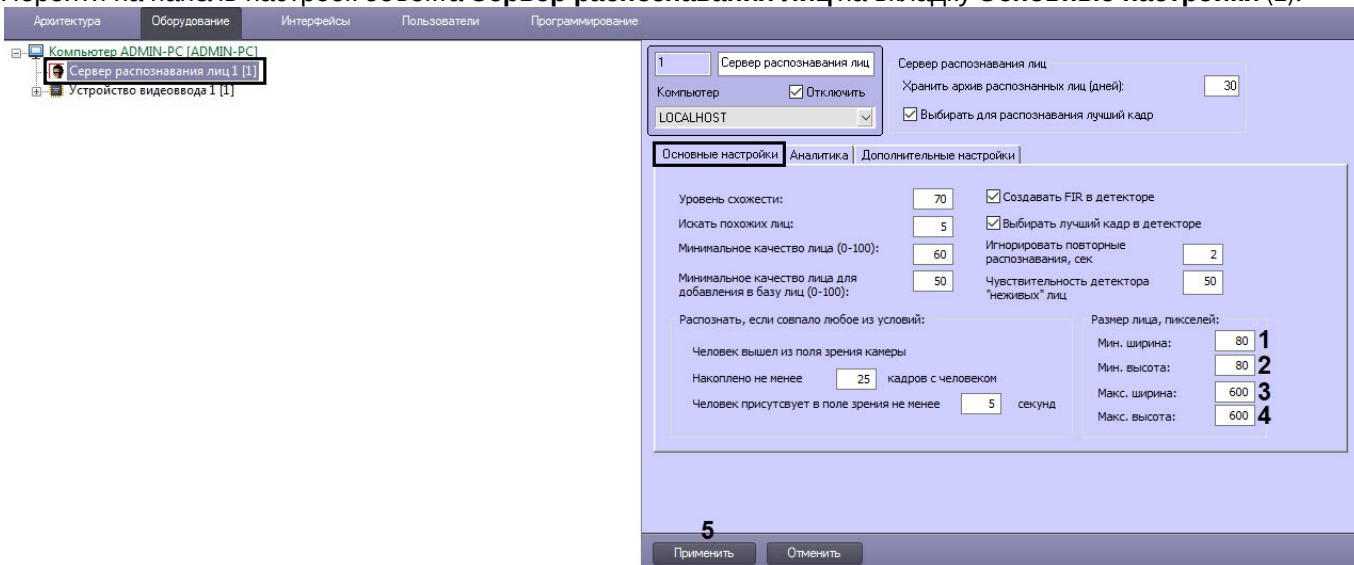 Перейти на панель настроек объекта Сервер распознавания лиц на вкладку Основные настройки (2).
Архитектура Оборудование Интерфейсы Пользователи Программирование
Компьютер ADMIN-PC [ADMIN-PC]
Сервер распознавания лиц 1 [1]
Устройство видеоввода 1 [1]
1 Сервер распознавания лиц
Компьютер Отключить
LOCALHOST
Сервер распознавания лиц
Хранить архив распознанных лиц (дней): 30
Выбирать для распознавания лучший кадр
Основные настройки Аналитика Дополнительные настройки
Уровень схожести: 70
Создавать FIR в детекторе
Искать похожих лиц: 5
Выбирать лучший кадр в детекторе
Минимальное качество лица (0-100): 60
Игнорировать повторные
распознавания, сек 2
Минимальное качество лица для
добавления в базу лиц (0-100): 50
Чувствительность детектора
"неживых" лиц 50
Распознать, если совпало любое из условий:
Человек вышел из поля зрения камеры
Накоплено не менее 25 кадров с человеком
Человек присутсвует в поле зрения не менее 5 секунд
Размер лица, пикселей:
Мин. ширина: 80 1
Мин. высота: 80 2
Макс. ширина: 600 3
Макс. высота: 600 4
5
Применить Отменить